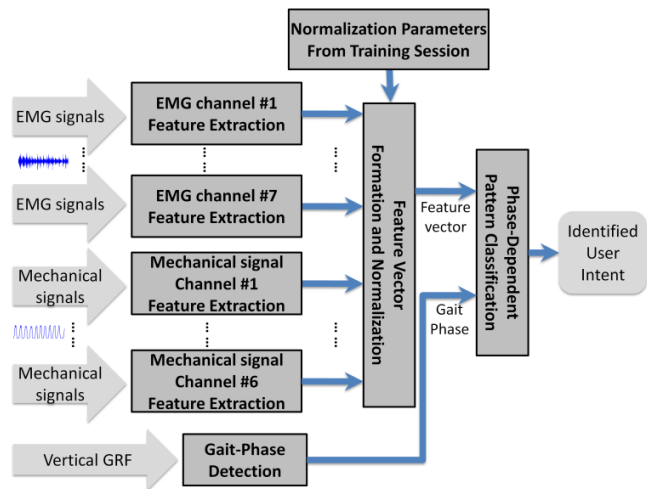 Normalization Parameters
From Training Session
EMG signals
EMG channel #1
Feature Extraction
EMG signals
EMG channel #7
Feature Extraction
Mechanical
signals
Mechanical signal
Channel #1
Feature Extraction
Mechanical
signals
Mechanical signal
Channel #6
Feature Extraction
Vertical GRF
Gait-Phase
Detection
Feature Vector
Formation and Normalization
Feature
vector
Gait
Phase
Phase-Dependent
Pattern Classification
Identified
User
Intent